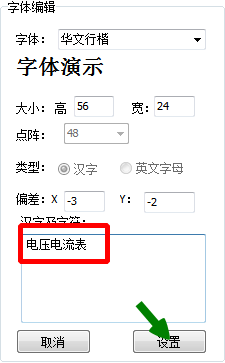 字体编辑
字体: 华文行楷
字体演示
大小: 高 56 宽: 24
点阵: 48
类型: 汉字 英文字母
偏差: X -3 Y: -2
汉字及字符:
电压电流表
取消 设置